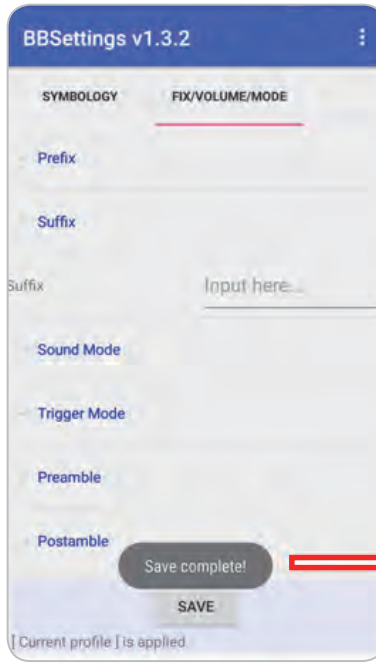 BBSettings v1.3.2
SYMBOLOGY FIX/VOLUME/MODE
Prefix
Suffix
Suffix Input here...
Sound Mode
Trigger Mode
Preamble
Postamble
Save complete!
SAVE
[ Current profile ] is applied.